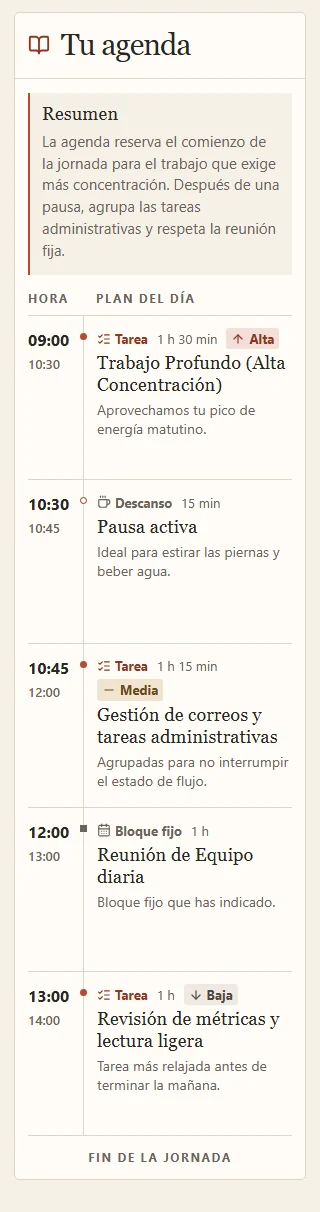 Tu agenda
Resumen
La agenda reserva el comienzo de
la jornada para el trabajo que exige
más concentración. Después de una
pausa, agrupa las tareas
administrativas y respeta la reunión
fija.
HORA PLAN DEL DÍA
09:00 Tarea 1 h 30 min Alta
10:30
Trabajo Profundo (Alta
Concentración)
Aprovechamos tu pico de
energía matutino.
10:30 Descanso 15 min
10:45
Pausa activa
Ideal para estirar las piernas y
beber agua.
10:45 Tarea 1 h 15 min
12:00
Media
Gestión de correos y
tareas administrativas
Agrupadas para no interrumpir
el estado de flujo.
12:00 Bloque fijo 1 h
13:00
Reunión de Equipo
diaria
Bloque fijo que has indicado.
13:00 Tarea 1 h Baja
14:00
Revisión de métricas y
lectura ligera
Tarea más relajada antes de
terminar la mañana.
FIN DE LA JORNADA